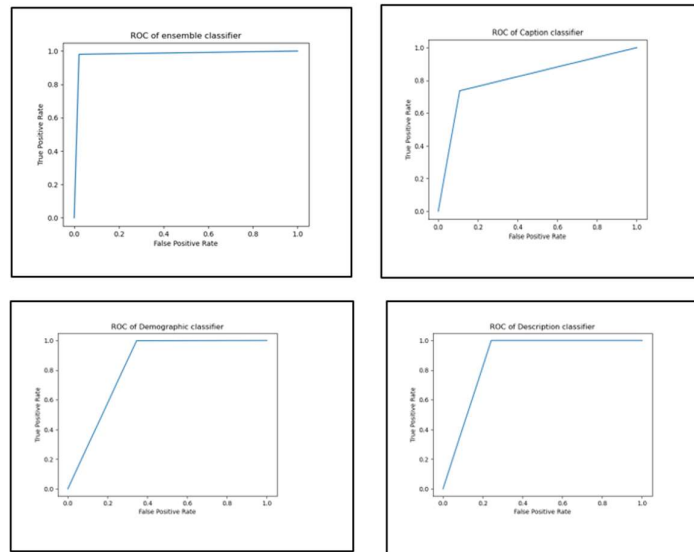 ROC of ensemble classifier
True Positive Rate
1.0
0.8
0.6
0.4
0.2
0.0
0.0 0.2 0.4 0.6 0.8 1.0
False Positive Rate
ROC of Caption classifier
True Positive Rate
1.0
0.8
0.6
0.4
0.2
0.0
0.0 0.2 0.4 0.6 0.8 1.0
False Positive Rate
ROC of Demographic classifier
True Positive Rate
1.0
0.8
0.6
0.4
0.2
0.0
0.0 0.2 0.4 0.6 0.8 1.0
False Positive Rate
ROC of Description classifier
True Positive Rate
1.0
0.8
0.6
0.4
0.2
0.0
0.0 0.2 0.4 0.6 0.8 1.0
False Positive Rate